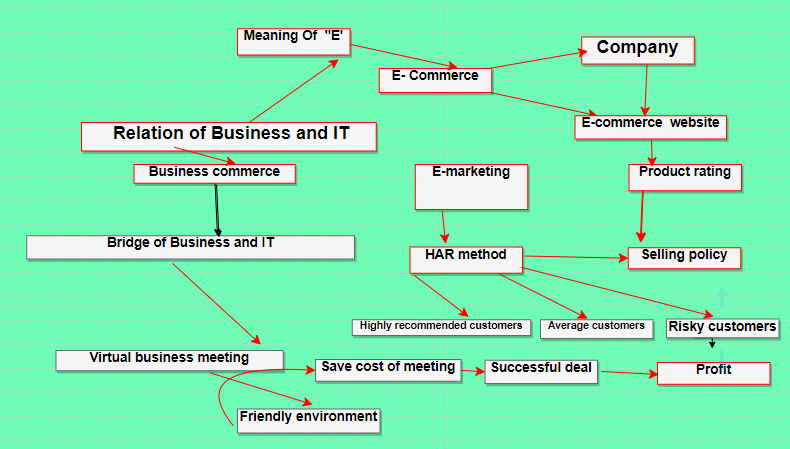 Meaning Of "E'
Company
E- Commerce
E-commerce website
Relation of Business and IT
Business commerce
E-marketing
Product rating
Bridge of Business and IT
HAR method
Selling policy
Highly recommended customers
Average customers
Risky customers
Virtual business meeting
Save cost of meeting
Successful deal
Profit
Friendly environment